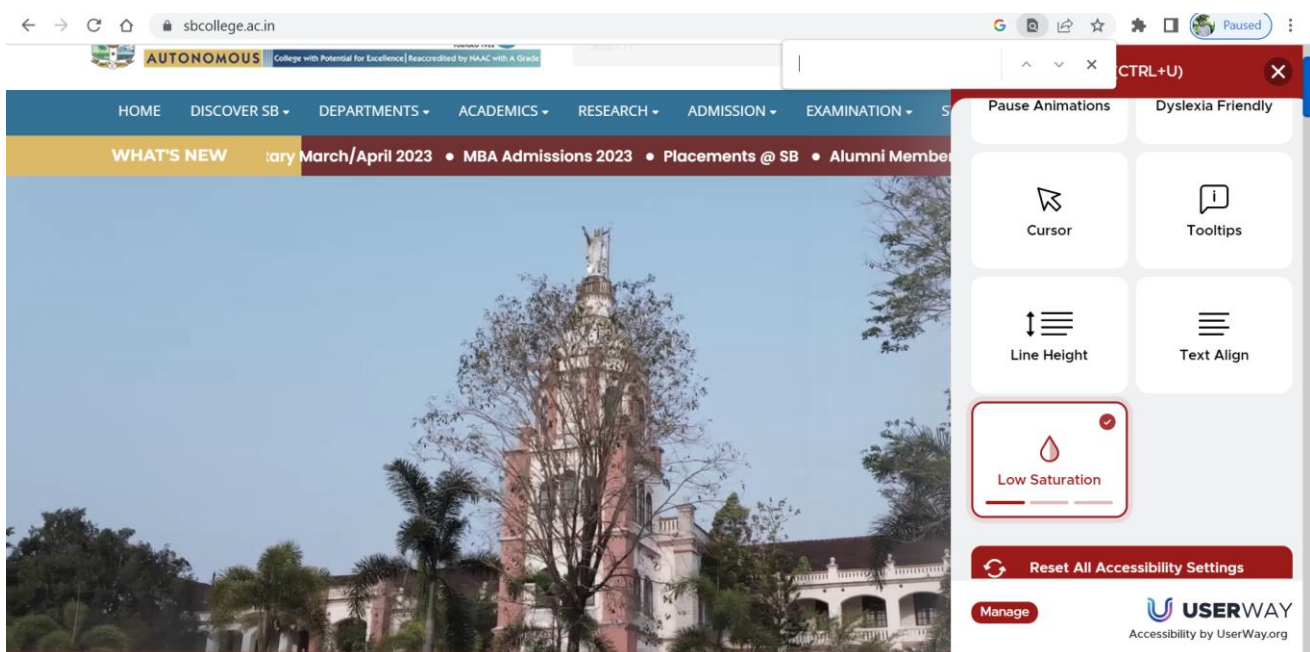 sbcollege.ac.in
Paused
AUTONOMOUS College with Potential for Excellence| Reaccredited by NAAC with A Grade
(CTRL+U)
HOME DISCOVER SB DEPARTMENTS ACADEMICS RESEARCH ADMISSION EXAMINATION S
WHAT'S NEW tary March/April 2023 • MBA Admissions 2023 • Placements @ SB • Alumni Member
Pause Animations
Dyslexia Friendly
Cursor
Tooltips
Line Height
Text Align
Low Saturation
Reset All Accessibility Settings
Manage
USERWAY
Accessibility by UserWay.org